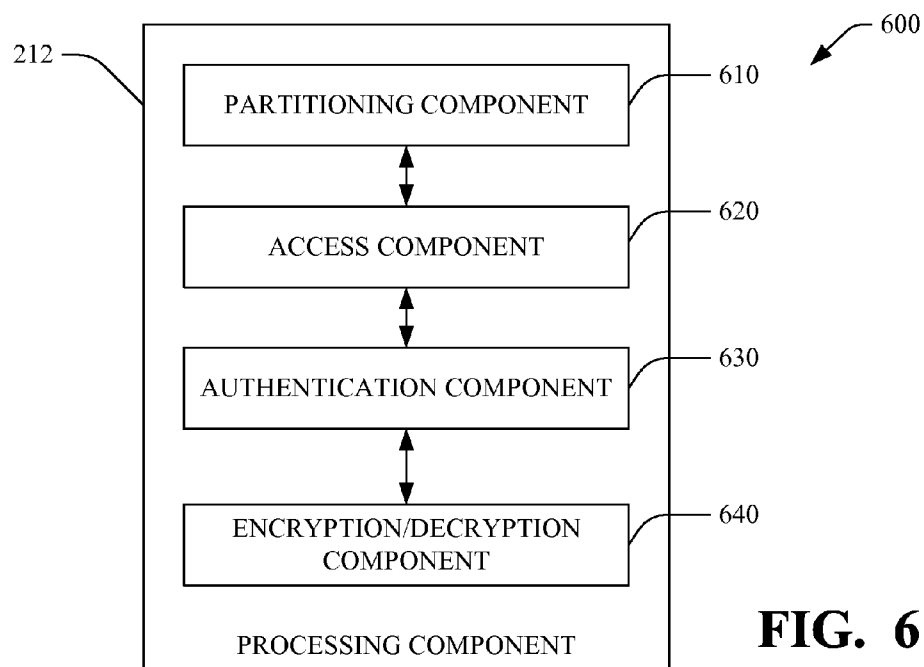 600
212
610
PARTITIONING COMPONENT
620
ACCESS COMPONENT
630
AUTHENTICATION COMPONENT
640
ENCRYPTION/DECRYPTION
COMPONENT
PROCESSING COMPONENT
FIG. 6